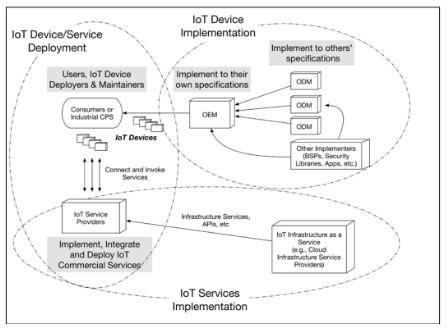 IoT Device/Service
Deployment
IoT Device
Implementation
Users, IoT Device
Deployers & Maintainers
Implement to their
own specifications
Implement to others'
specifications
ODM
ODM
ODM
OEM
Consumers or
Industrial CPS
IoT Devices
Other Implementers
(BSPs, Security
Libraries, Apps, etc.)
Connect and Invoke
Services
IoT Service
Providers
Infrastructure Services,
APIs, etc
IoT Infrastructure as a
Service
(e.g., Cloud
Infrastructure Service
Providers)
Implement, Integrate
and Deploy IoT
Commercial Services
IoT Services
Implementation